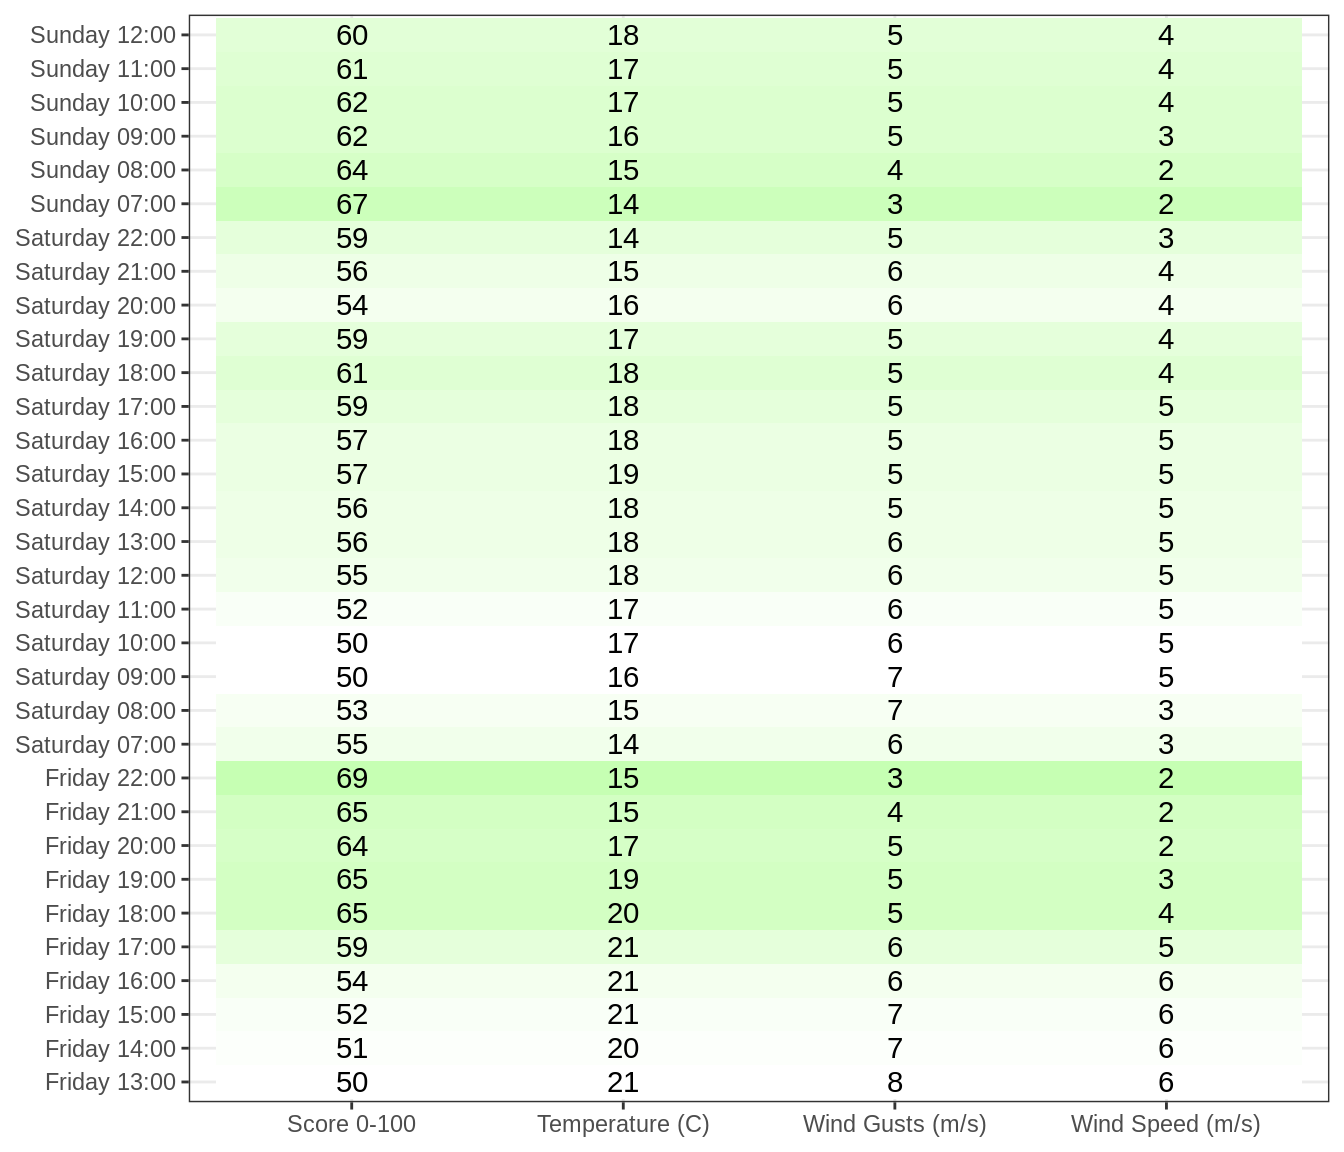 Sunday 12:00 60 18 5 4
Sunday 11:00 61 17 5 4
Sunday 10:00 62 17 5 4
Sunday 09:00 62 16 5 3
Sunday 08:00 64 15 4 2
Sunday 07:00 67 14 3 2
Saturday 22:00 59 14 5 3
Saturday 21:00 56 15 6 4
Saturday 20:00 54 16 6 4
Saturday 19:00 59 17 5 4
Saturday 18:00 61 18 5 4
Saturday 17:00 59 18 5 5
Saturday 16:00 57 18 5 5
Saturday 15:00 57 19 5 5
Saturday 14:00 56 18 5 5
Saturday 13:00 56 18 6 5
Saturday 12:00 55 18 6 5
Saturday 11:00 52 17 6 5
Saturday 10:00 50 17 6 5
Saturday 09:00 50 16 7 5
Saturday 08:00 53 15 7 3
Saturday 07:00 55 14 6 3
Friday 22:00 69 15 3 2
Friday 21:00 65 15 4 2
Friday 20:00 64 17 5 2
Friday 19:00 65 19 5 3
Friday 18:00 65 20 5 4
Friday 17:00 59 21 6 5
Friday 16:00 54 21 6 6
Friday 15:00 52 21 7 6
Friday 14:00 51 20 7 6
Friday 13:00 50 21 8 6
Score 0-100 Temperature (C) Wind Gusts (m/s) Wind Speed (m/s)